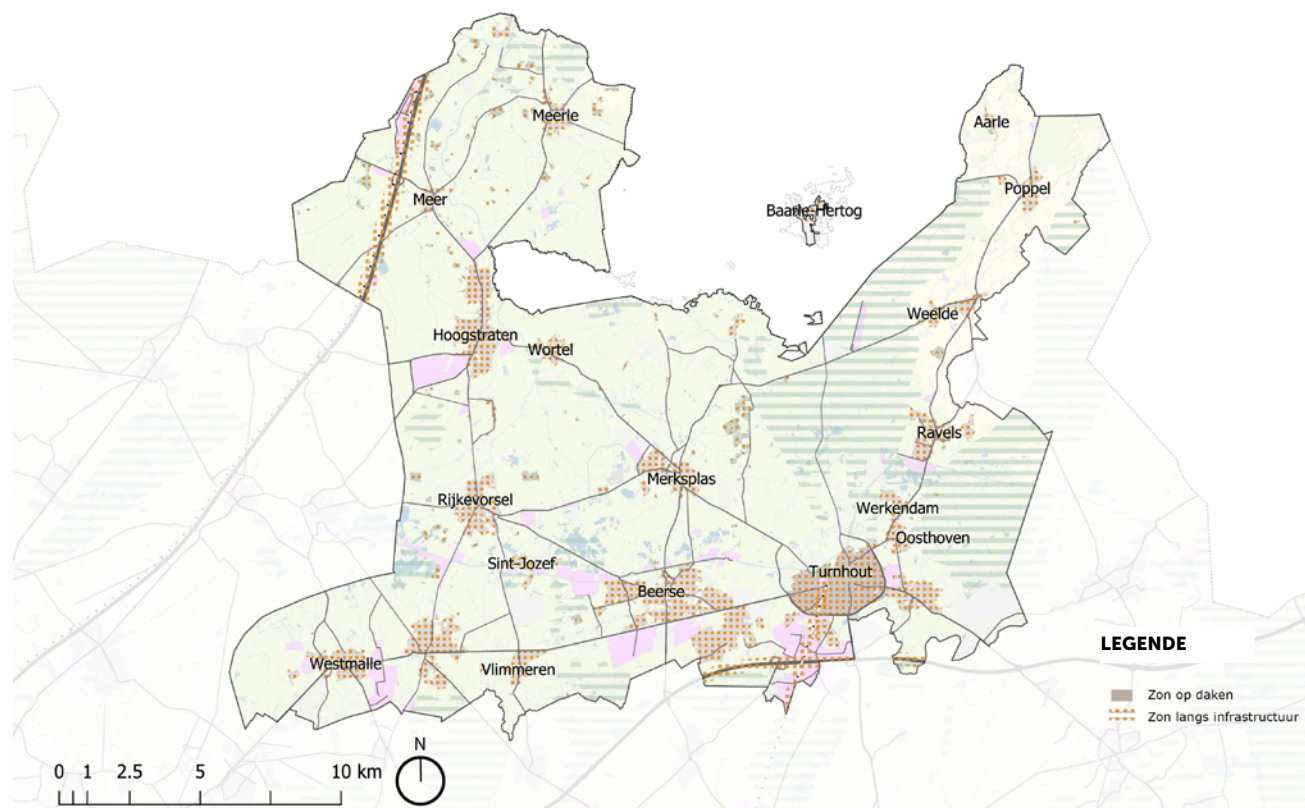 Meerle
Aarle
Poppel
Meer
Baarle-Hertog
Weelde
Hoogstraten
Wortel
Ravels
Merksplas
Rijkevorsel
Werkendam
Oosthoven
Sint-Jozef
Turnhout
Beerse
Westmalle
Vlimmeren
LEGENDE
Zon op daken
Zon langs infrastructuur
N
0 1 2.5 5 10 km